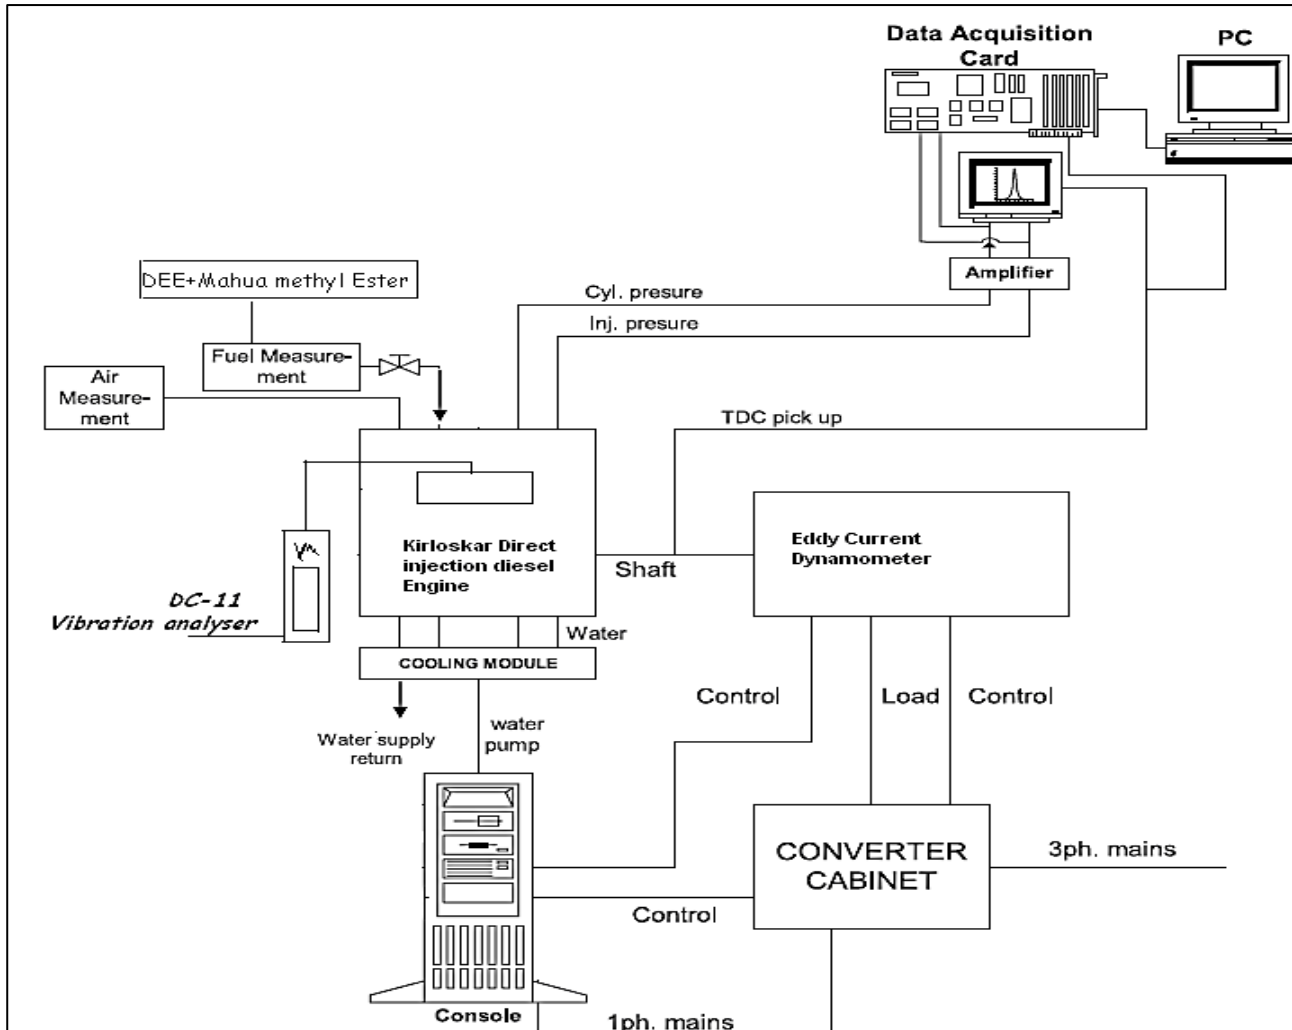 Data Acquisition
Card
PC
Amplifier
DEE+Mahua methyl Ester
Cyl. presure
Inj. presure
Fuel Measure-
ment
Air
Measure-
ment
TDC pick up
Kirloskar Direct
injection diesel
Engine
Eddy Current
Dynamometer
Shaft
DC-11
Vibration analyser
Water
COOLING MODULE
Control
Load
Control
water
pump
Water supply
return
CONVERTER
CABINET
3ph. mains
Control
Console
1ph. mains